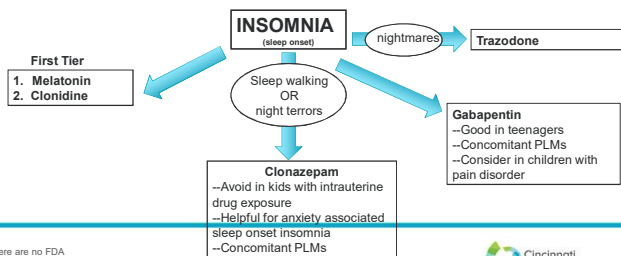 INSOMNIA
(sleep onset)
nightmares
Trazodone
First Tier
1. Melatonin
2. Clonidine
Sleep walking
OR
night terrors
Gabapentin
--Good in teenagers
--Concomitant PLMs
--Consider in children with
pain disorder
Clonazepam
--Avoid in kids with intrauterine
drug exposure
--Helpful for anxiety associated
sleep onset insomnia
--Concomitant PLMs
ere are no FDA